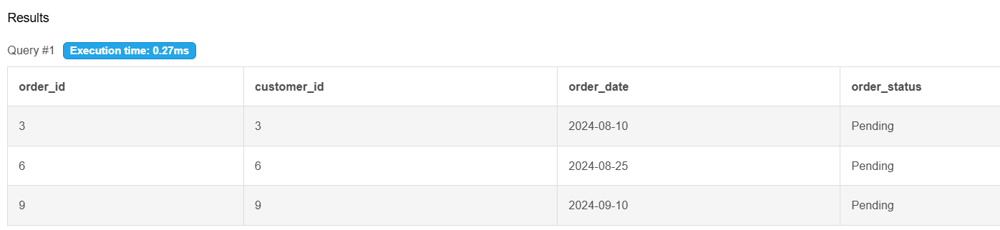 Results
Query #1 Execution time: 0.27ms
order_id customer_id order_date order_status
3 3 2024-08-10 Pending
6 6 2024-08-25 Pending
9 9 2024-09-10 Pending